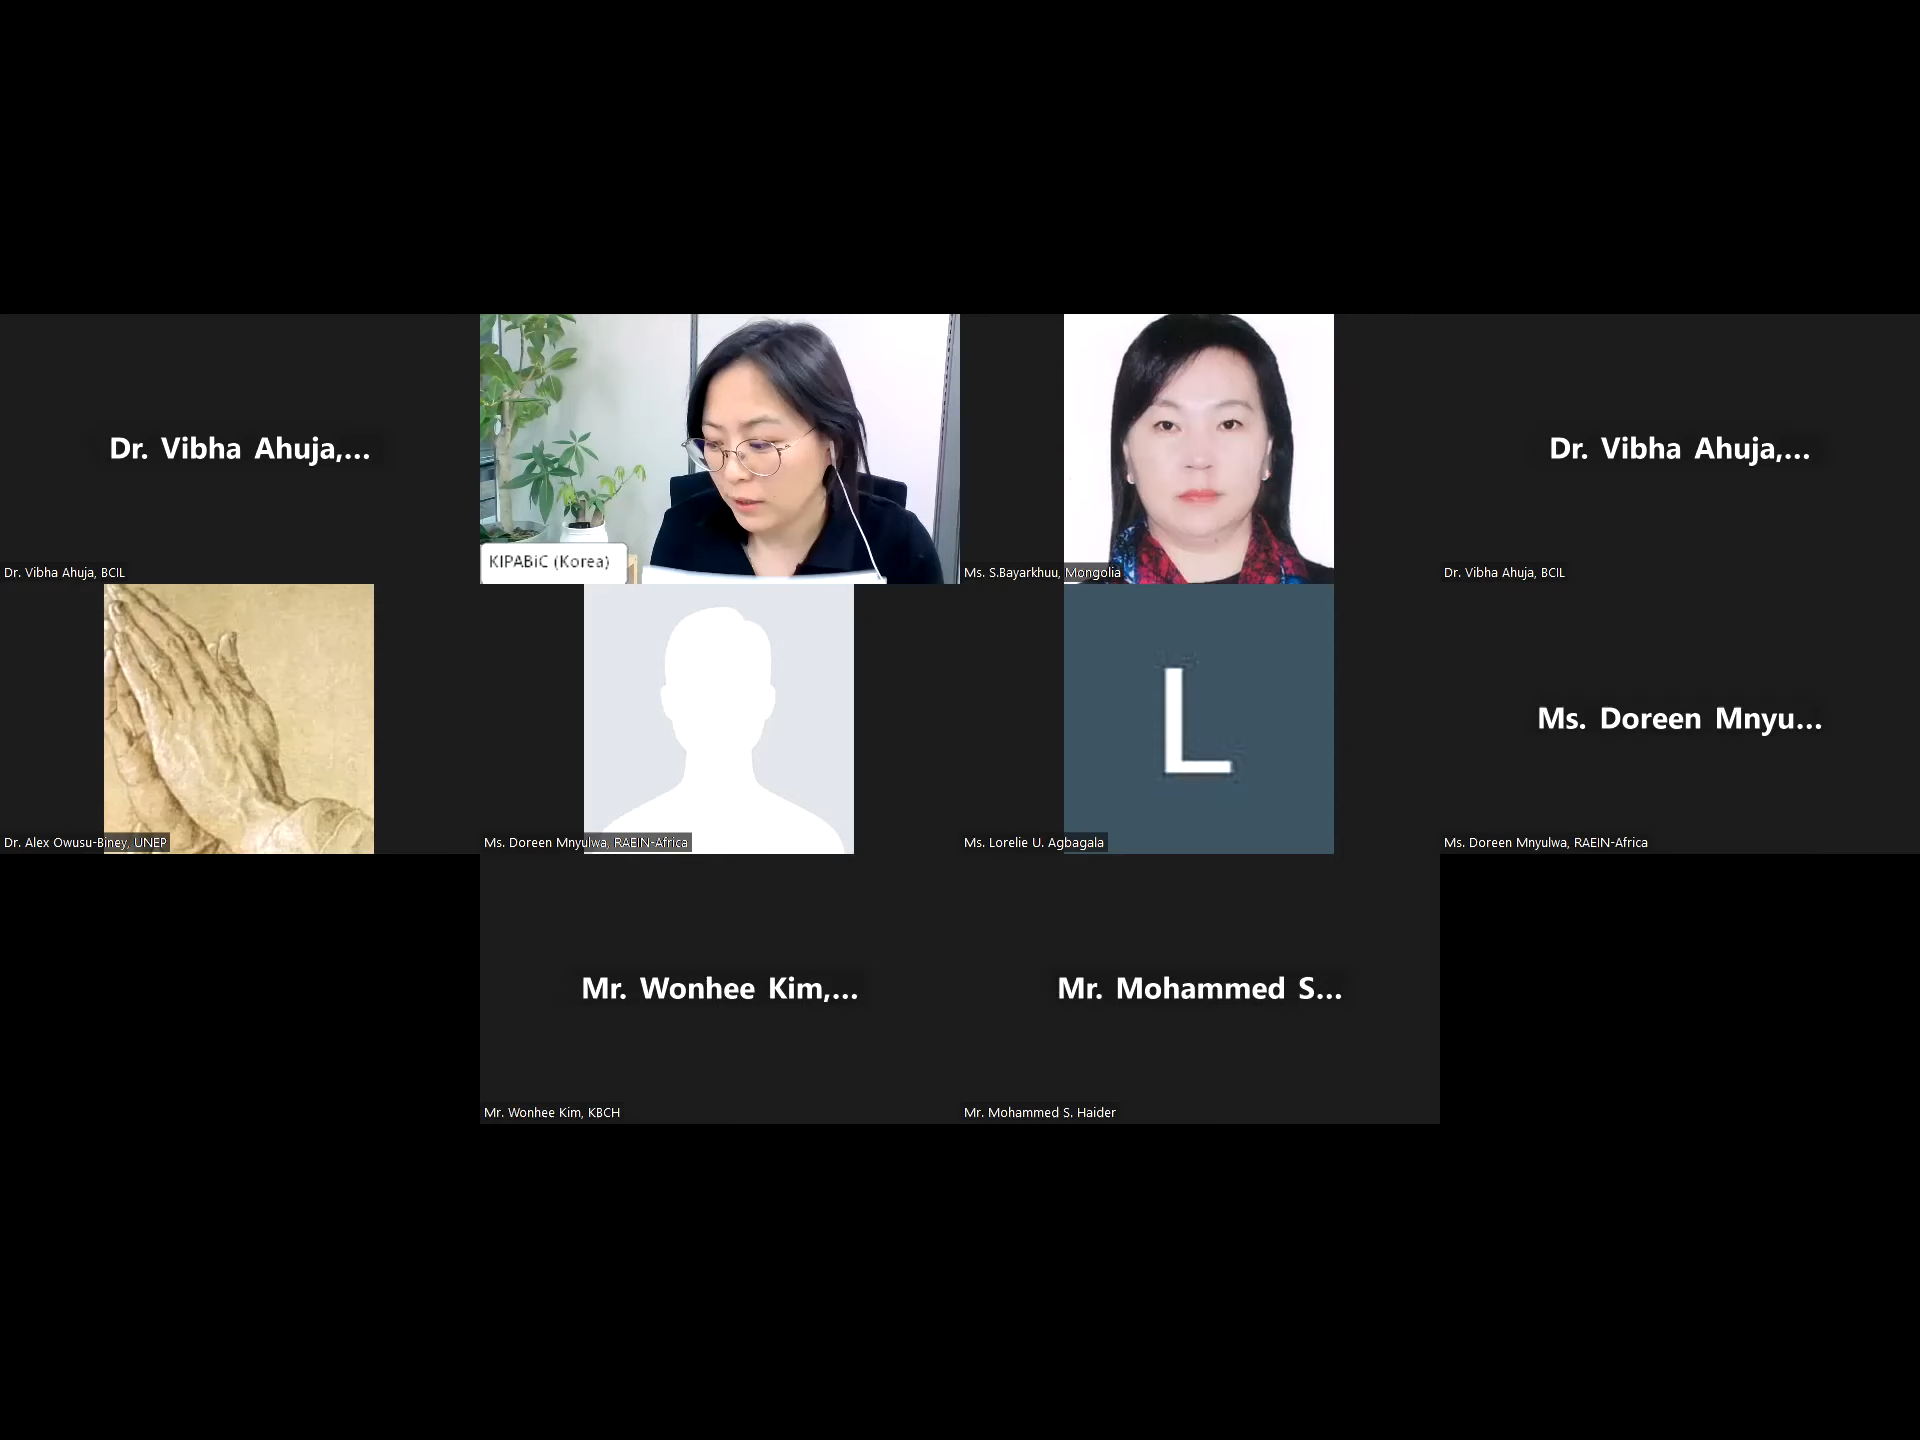 Dr. Vibha Ahuja,...
Dr. Vibha Ahuja, BCIL
KIPABiC (Korea)
Ms. S.Bayarkhuu, Mongolia
Dr. Vibha Ahuja,...
Dr. Vibha Ahuja, BCIL
Dr. Alex Owusu-Biney, UNEP
Ms. Doreen Mnyulwa, RAEIN-Africa
L
Ms. Lorelie U. Agbagala
Ms. Doreen Mnyu...
Ms. Doreen Mnyulwa, RAEIN-Africa
Mr. Wonhee Kim,...
Mr. Wonhee Kim, KBCH
Mr. Mohammed S...
Mr. Mohammed S. Haider